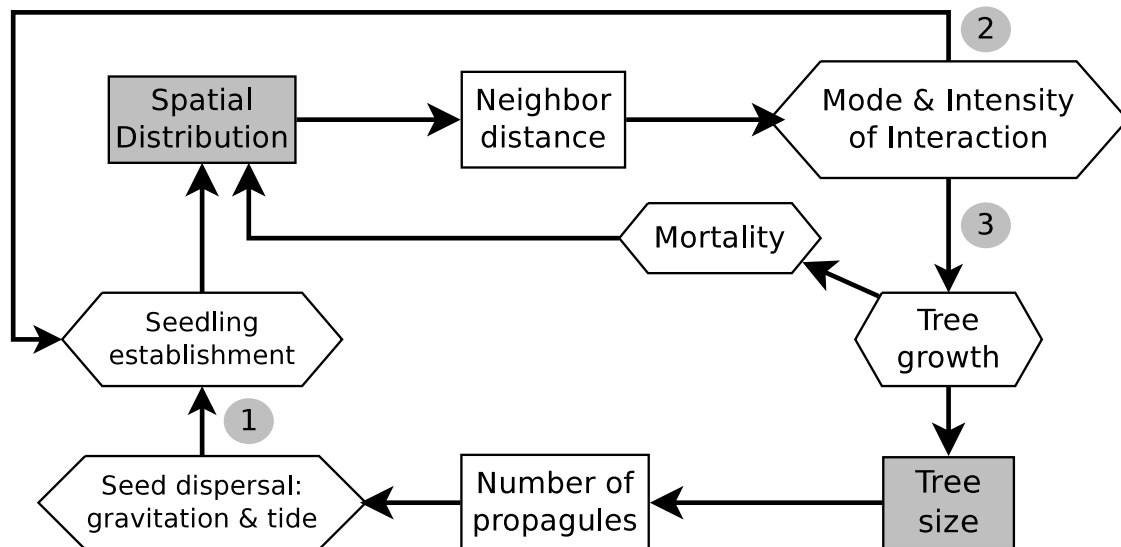 2
Spatial
Distribution
Neighbor
distance
Mode & Intensity
of Interaction
3
Mortality
Seedling
establishment
Tree
growth
1
Seed dispersal:
gravitation & tide
Number of
propagules
Tree
size